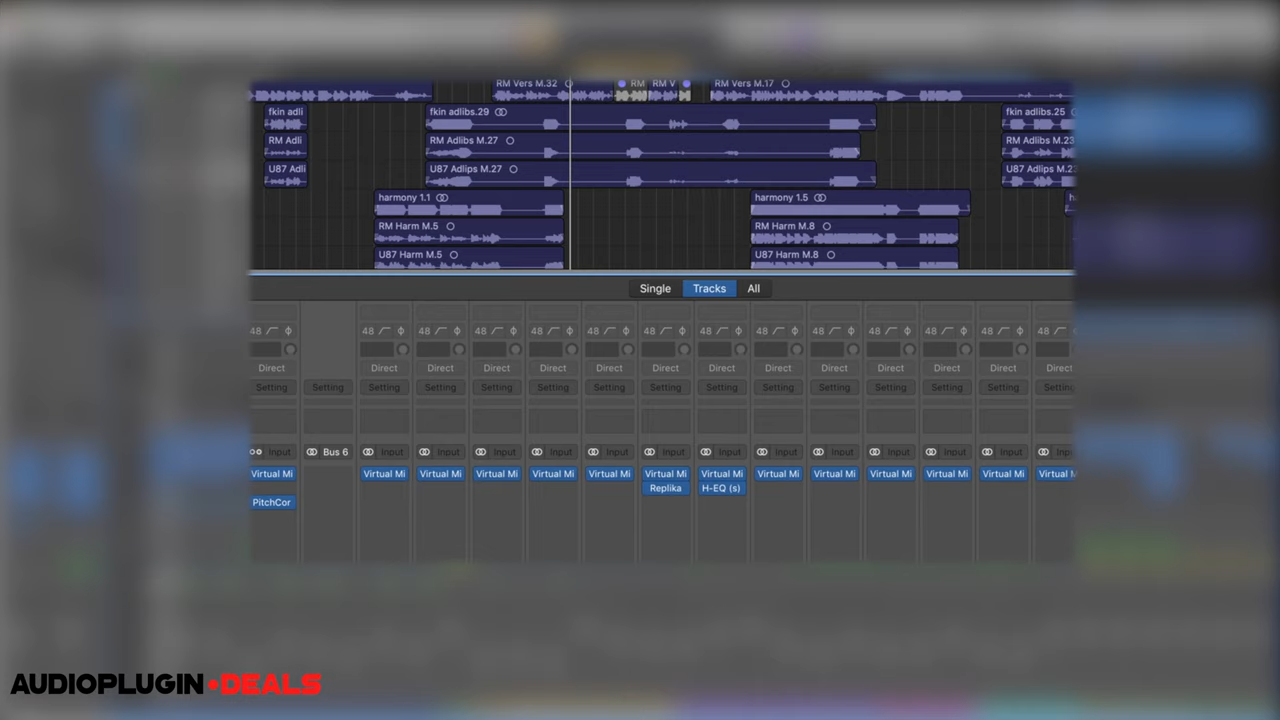 RM Vers M.32 RM RM V RM Vers M.17
fkin adli fkin adlibs.29 fkin adlibs.25
RM Adli RM Adlibs M.27 RM Adlibs M.23
U87 Adli U87 Adlips M.27 U87 Adlips M.23
harmony 1.1 harmony 1.5 h
RM Harm M.5 RM Harm M.8
U87 Harm M.5 U87 Harm M.8
Single Tracks All
48 48 48 48 48 48 48 48 48 48 48 48 48 48
Direct Direct Direct Direct Direct Direct Direct Direct Direct Direct Direct Direct Direct Direct
Setting Setting Setting Setting Setting Setting Setting Setting Setting Setting Setting Setting Setting Setting Setting
Input Bus 6 Input Input Input Input Input Input Input Input Input Input Input Input Input
Virtual Mi Virtual Mi Virtual Mi Virtual Mi Virtual Mi Virtual Mi Virtual Mi Virtual Mi Virtual Mi Virtual Mi Virtual Mi Virtual Mi Virtual Mi Virtual M
Replika H-EQ (s)
PitchCor
AUDIOPLUGIN•DEALS